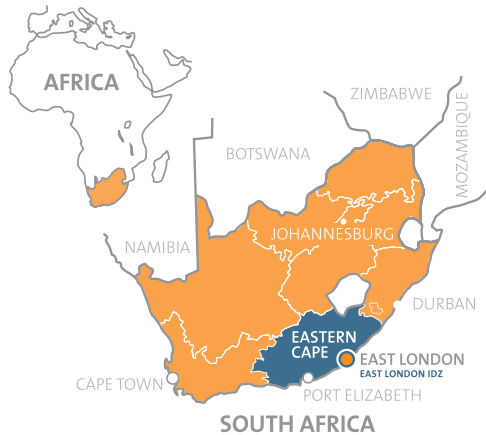 AFRICA
ZIMBABWE
MOZAMBIQUE
BOTSWANA
JOHANNESBURG
NAMIBIA
DURBAN
EASTERN
CAPE
EAST LONDON
EAST LONDON IDZ
CAPE TOWN
PORT ELIZABETH
SOUTH AFRICA